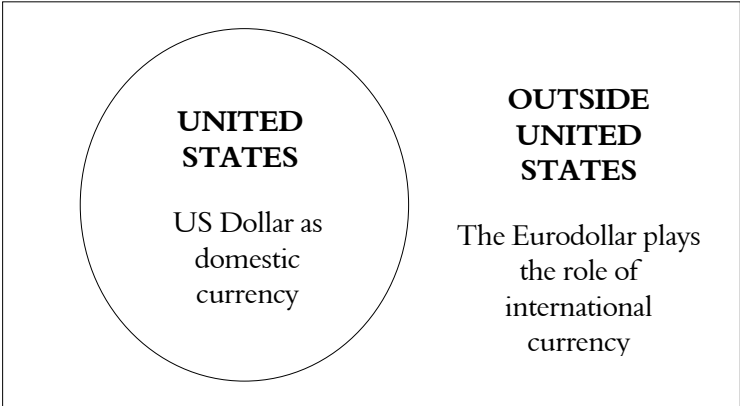 UNITED
STATES
US Dollar as
domestic
currency
OUTSIDE
UNITED
STATES
The Eurodollar plays
the role of
international
currency